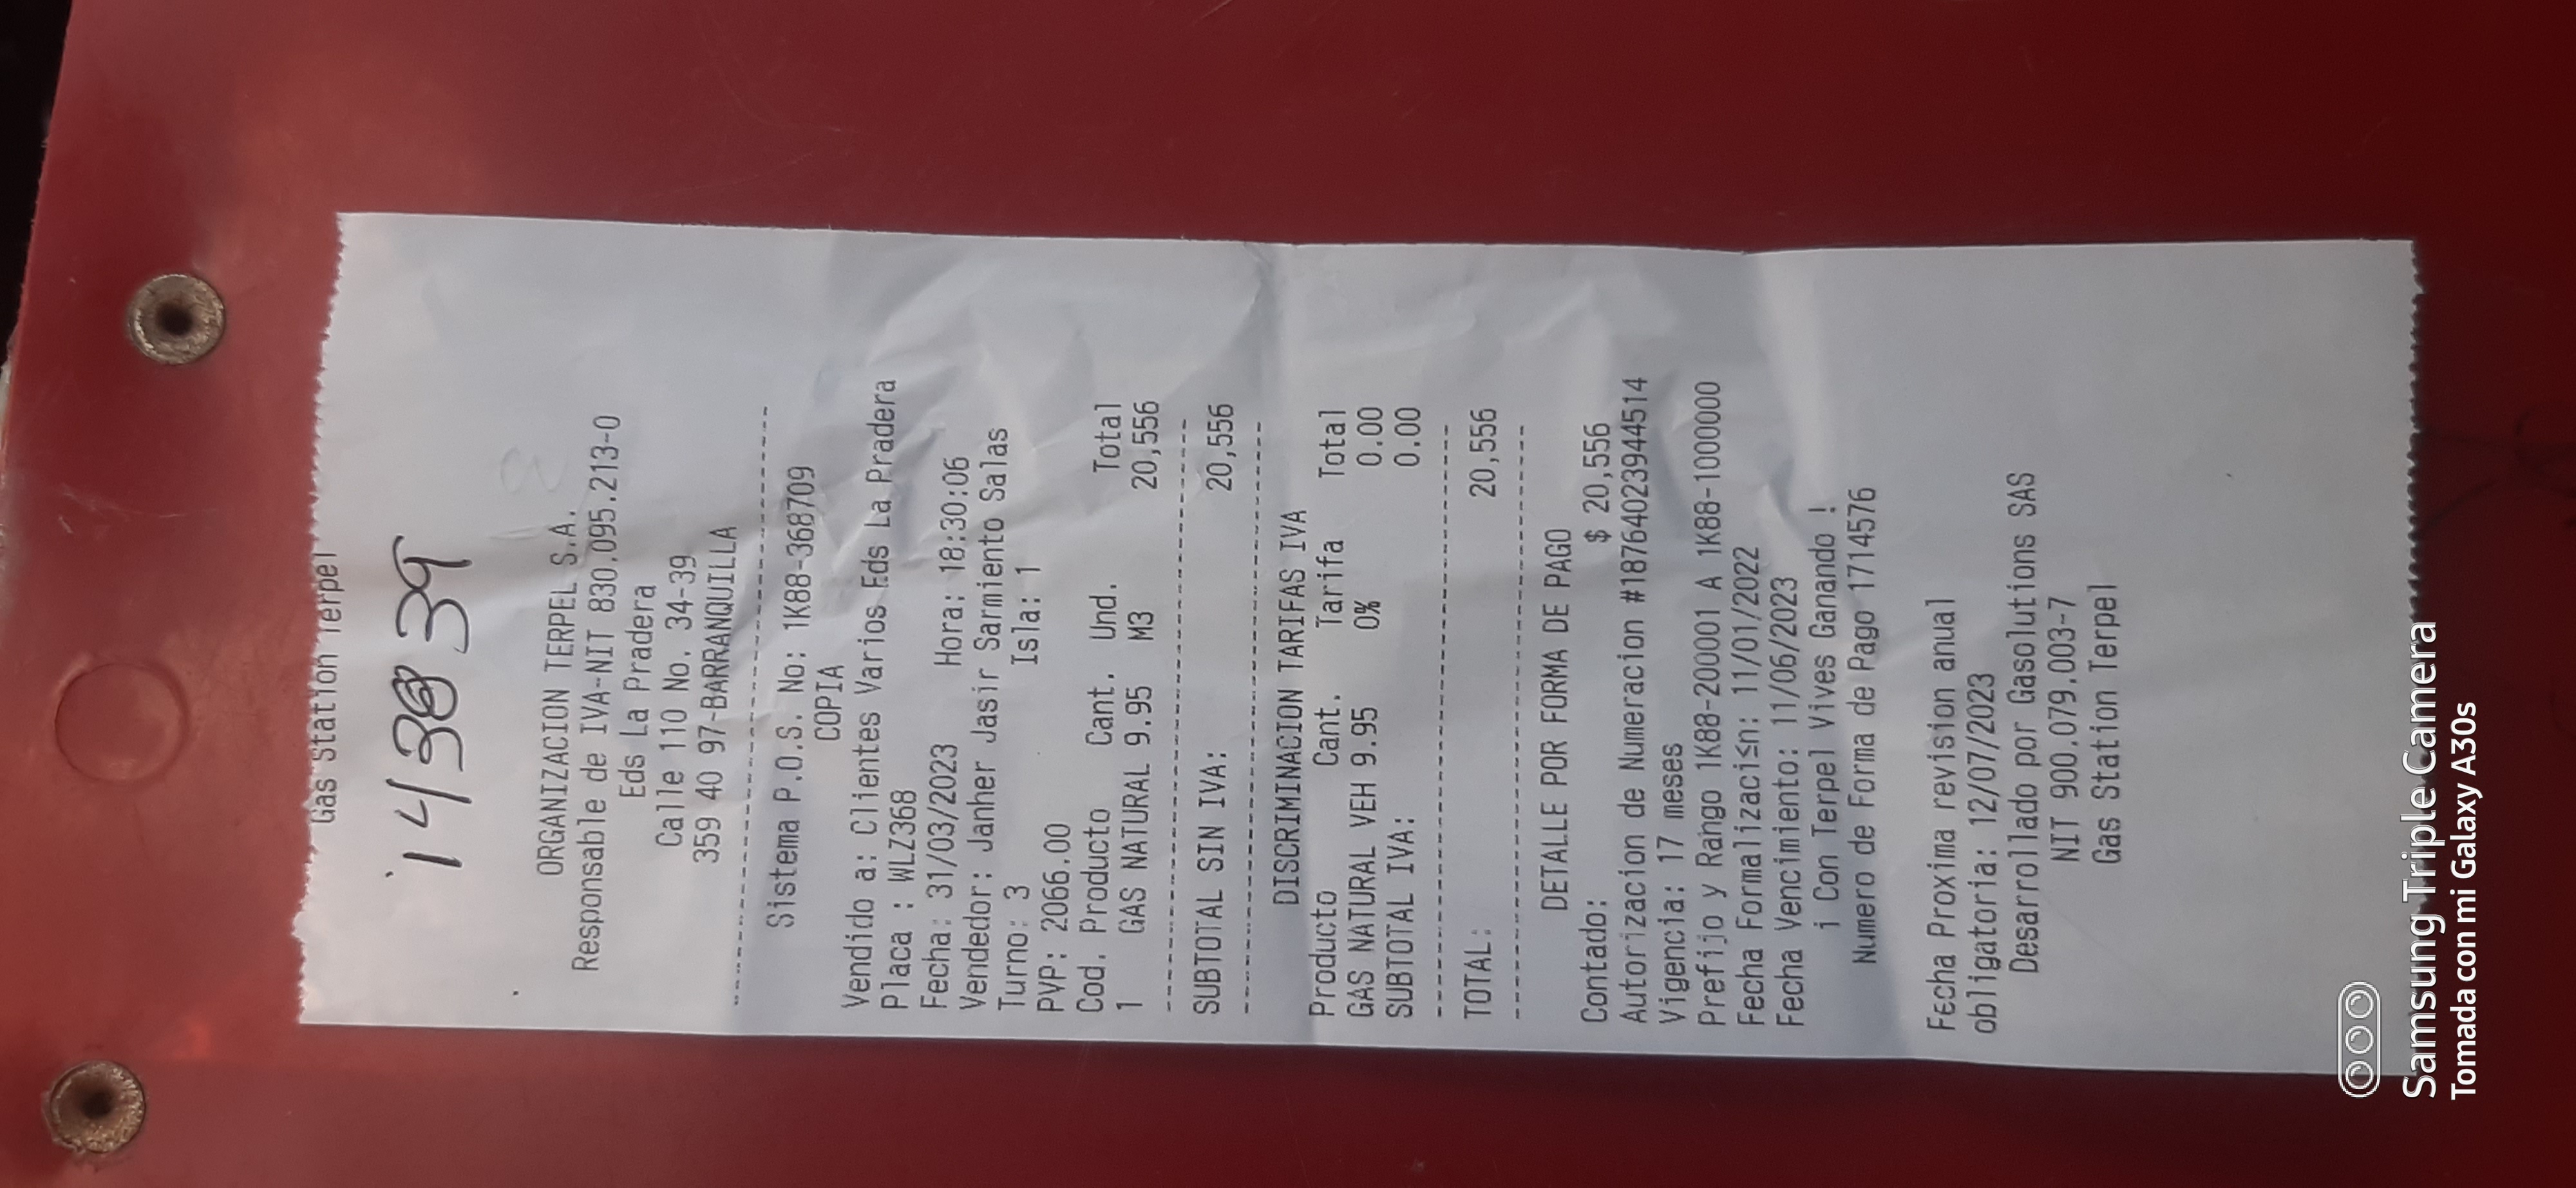 Gas Station Terpel
ORGANIZACION TERPEL S.A.
Responsable de IVA-NIT 830.095.213-0
Eds La Pradera
Calle 110 No. 34-39
359 40 97-BARRANQUILLA
Sistema P.O.S. No: 1K88-368709
COPIA
Vendido a: Clientes Varios Eds La Pradera
Placa : WLZ368
Fecha: 31/03/2023 Hora: 18:30:06
Vendedor: Janher Jasir Sarmiento Salas
Turno: 3 Isla: 1
PVP: 2066.00
Cod. Producto Cant. Und. Total
1 GAS NATURAL 9.95 M3 20,556
SUBTOTAL SIN IVA: 20,556
DISCRIMINACION TARIFAS IVA
Producto Cant. Tarifa Total
GAS NATURAL VEH 9.95 0% 0.00
SUBTOTAL IVA: 0.00
TOTAL: 20,556
DETALLE POR FORMA DE PAGO
Contado: $ 20,556
Autorizacion de Numeracion #18764023944514
Vigencia: 17 meses
Prefijo y Rango 1K88-200001 A 1K88-1000000
Fecha Formalizaci≤n: 11/01/2022
Fecha Vencimiento: 11/06/2023
¡ Con Terpel Vives Ganando !
Numero de Forma de Pago 17114576
Fecha Proxima revision anual
obligatoria: 12/07/2023
Desarrollado por Gasolutions SAS
NIT 900.079.003-7
Gas Station Terpel
Samsung Triple Camera
Tomada con mi Galaxy A30s